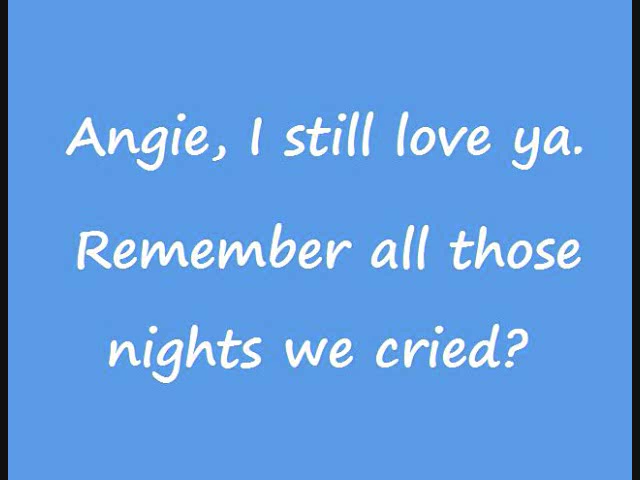 Angie, I still love ya.
Remember all those
nights we cried?